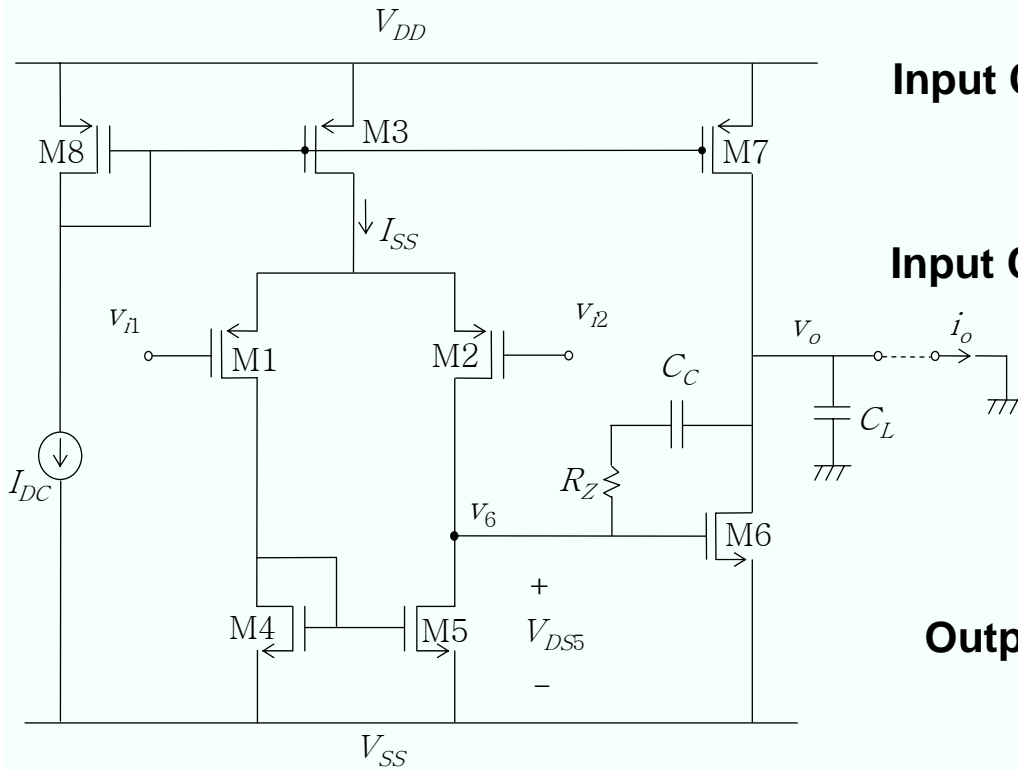 V_DD
Input C
M8
M3
M7
I_SS
Input C
v_i1
v_i2
M1
M2
v_o
i_o
C_C
C_L
I_DC
R_Z
v_6
M6
+
M4
M5
V_DS5
Outp
−
V_SS